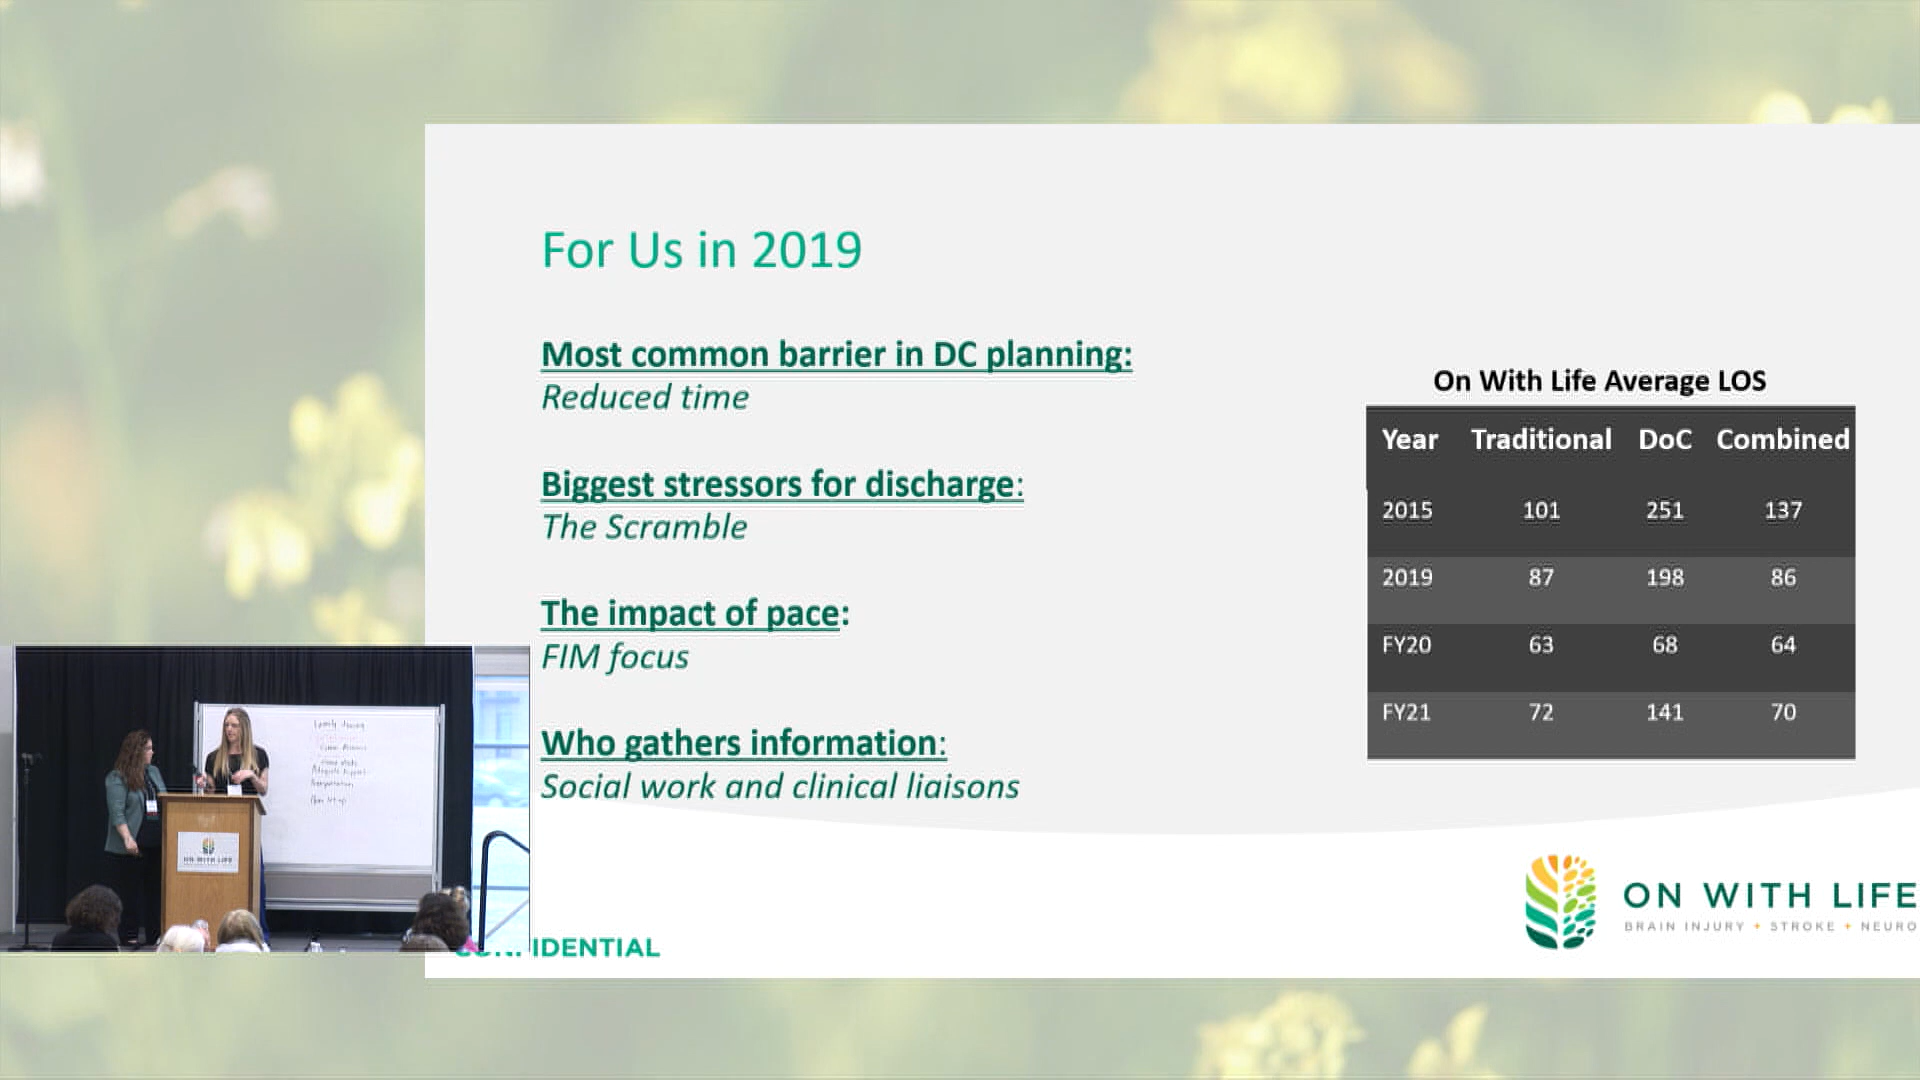 For Us in 2019
Most common barrier in DC planning:
Reduced time
Biggest stressors for discharge:
The Scramble
The impact of pace:
FIM focus
Who gathers information:
Social work and clinical liaisons
On With Life Average LOS
Year Traditional DoC Combined
2015 101 251 137
2019 87 198 86
FY20 63 68 64
FY21 72 141 70
ON WITH LIFE
BRAIN INJURY + STROKE + NEURO
ON WITH LIFE